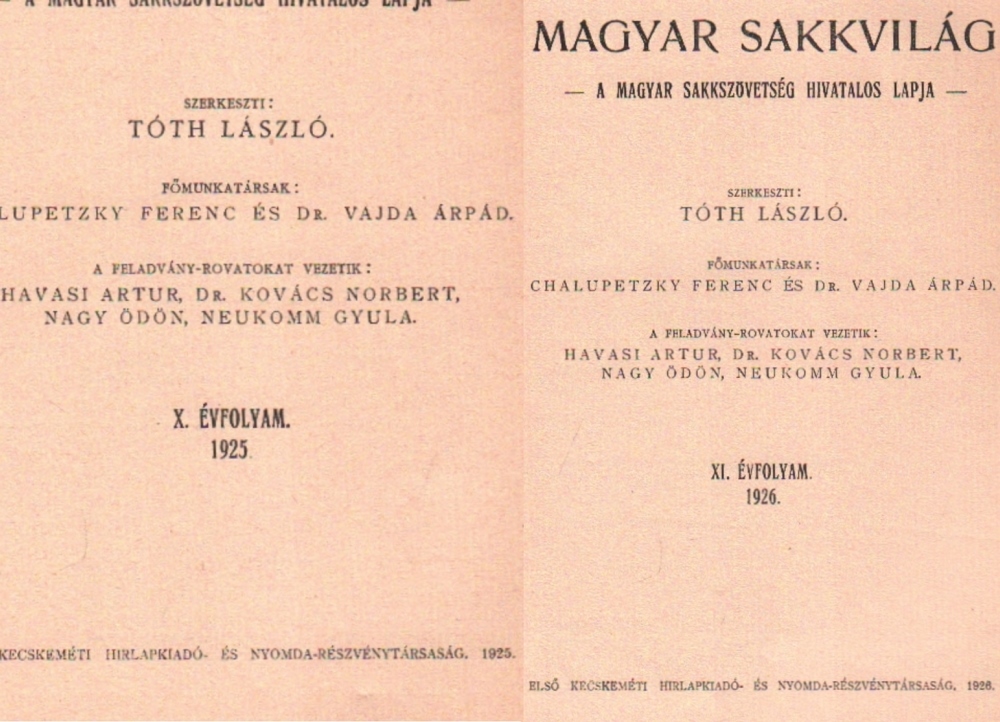 — A MAGYAR SAKKSZÖVETSÉG HIVATALOS LAPJA —
SZERKESZTI:
TÓTH LÁSZLÓ.
FŐMUNKATÁRSAK:
LUPETZKY FERENC ÉS DR. VAJDA ÁRPÁD.
A FELADVÁNY-ROVATOKAT VEZETIK:
HAVASI ARTUR, DR. KOVÁCS NORBERT,
NAGY ÖDÖN, NEUKOMM GYULA.
X. ÉVFOLYAM.
1925.
KECSKEMÉTI HIRLAPKIADÓ- ÉS NYOMDA-RÉSZVÉNYTÁRSASÁG. 1925.
MAGYAR SAKKVILÁG
— A MAGYAR SAKKSZÖVETSÉG HIVATALOS LAPJA —
SZERKESZTI:
TÓTH LÁSZLÓ.
FŐMUNKATÁRSAK:
CHALUPETZKY FERENC ÉS DR. VAJDA ÁRPÁD.
A FELADVÁNY-ROVATOKAT VEZETIK:
HAVASI ARTUR, DR. KOVÁCS NORBERT,
NAGY ÖDÖN, NEUKOMM GYULA.
XI. ÉVFOLYAM.
1926.
ELSŐ KECSKEMÉTI HIRLAPKIADÓ- ÉS NYOMDA-RÉSZVÉNYTÁRSASÁG, 1926.